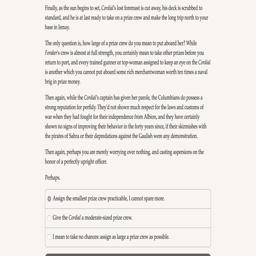 Finally, as the sun begins to set, Cordial's lost foremast is cut away, his deck is scrubbed to
standard, and he is at last ready to take on a prize crew and make the long trip north to your
base in Jemay.
The only question is, how large of a prize crew do you mean to put aboard her? While
Fowler's crew is almost at full strength, you certainly mean to take other prizes before you
return to port, and every trained gunner or top-woman assigned to keep an eye on the Cordial
is another which you cannot put aboard some rich merchantwoman worth ten times a naval
brig in prize money.
Then again, while the Cordial's captain has given her parole, the Columbians do possess a
strong reputation for perfidy. They'd not shown much respect for the laws and customs of
war when they had fought for their independence from Albion, and they have certainly
shown no signs of improving their behavior in the forty years since, if their skirmishes with
the pirates of Sahra or their depredations against the Gaulish were any demonstration.
Then again, perhaps you are merely worrying over nothing, and casting aspersions on the
honor of a perfectly upright officer.
Perhaps.
Assign the smallest prize crew practicable, I cannot spare more.
Give the Cordial a moderate-sized prize crew.
I mean to take no chances: assign as large a prize crew as possible.